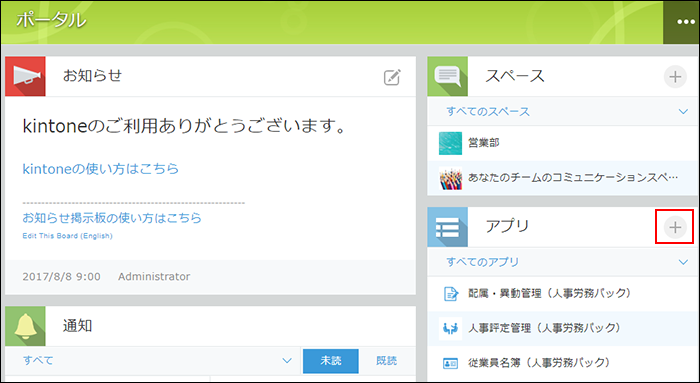 ポータル
お知らせ
kintoneのご利用ありがとうございます。
kintoneの使い方はこちら
------------------------------------------------------------
お知らせ掲示板の使い方はこちら
Edit This Board (English)
2017/8/8 9:00 Administrator
通知
すべて 未読 既読
スペース
すべてのスペース
営業部
あなたのチームのコミュニケーションスペ…
アプリ
すべてのアプリ
配属・異動管理（人事労務パック）
人事評定管理（人事労務パック）
従業員名簿（人事労務パック）